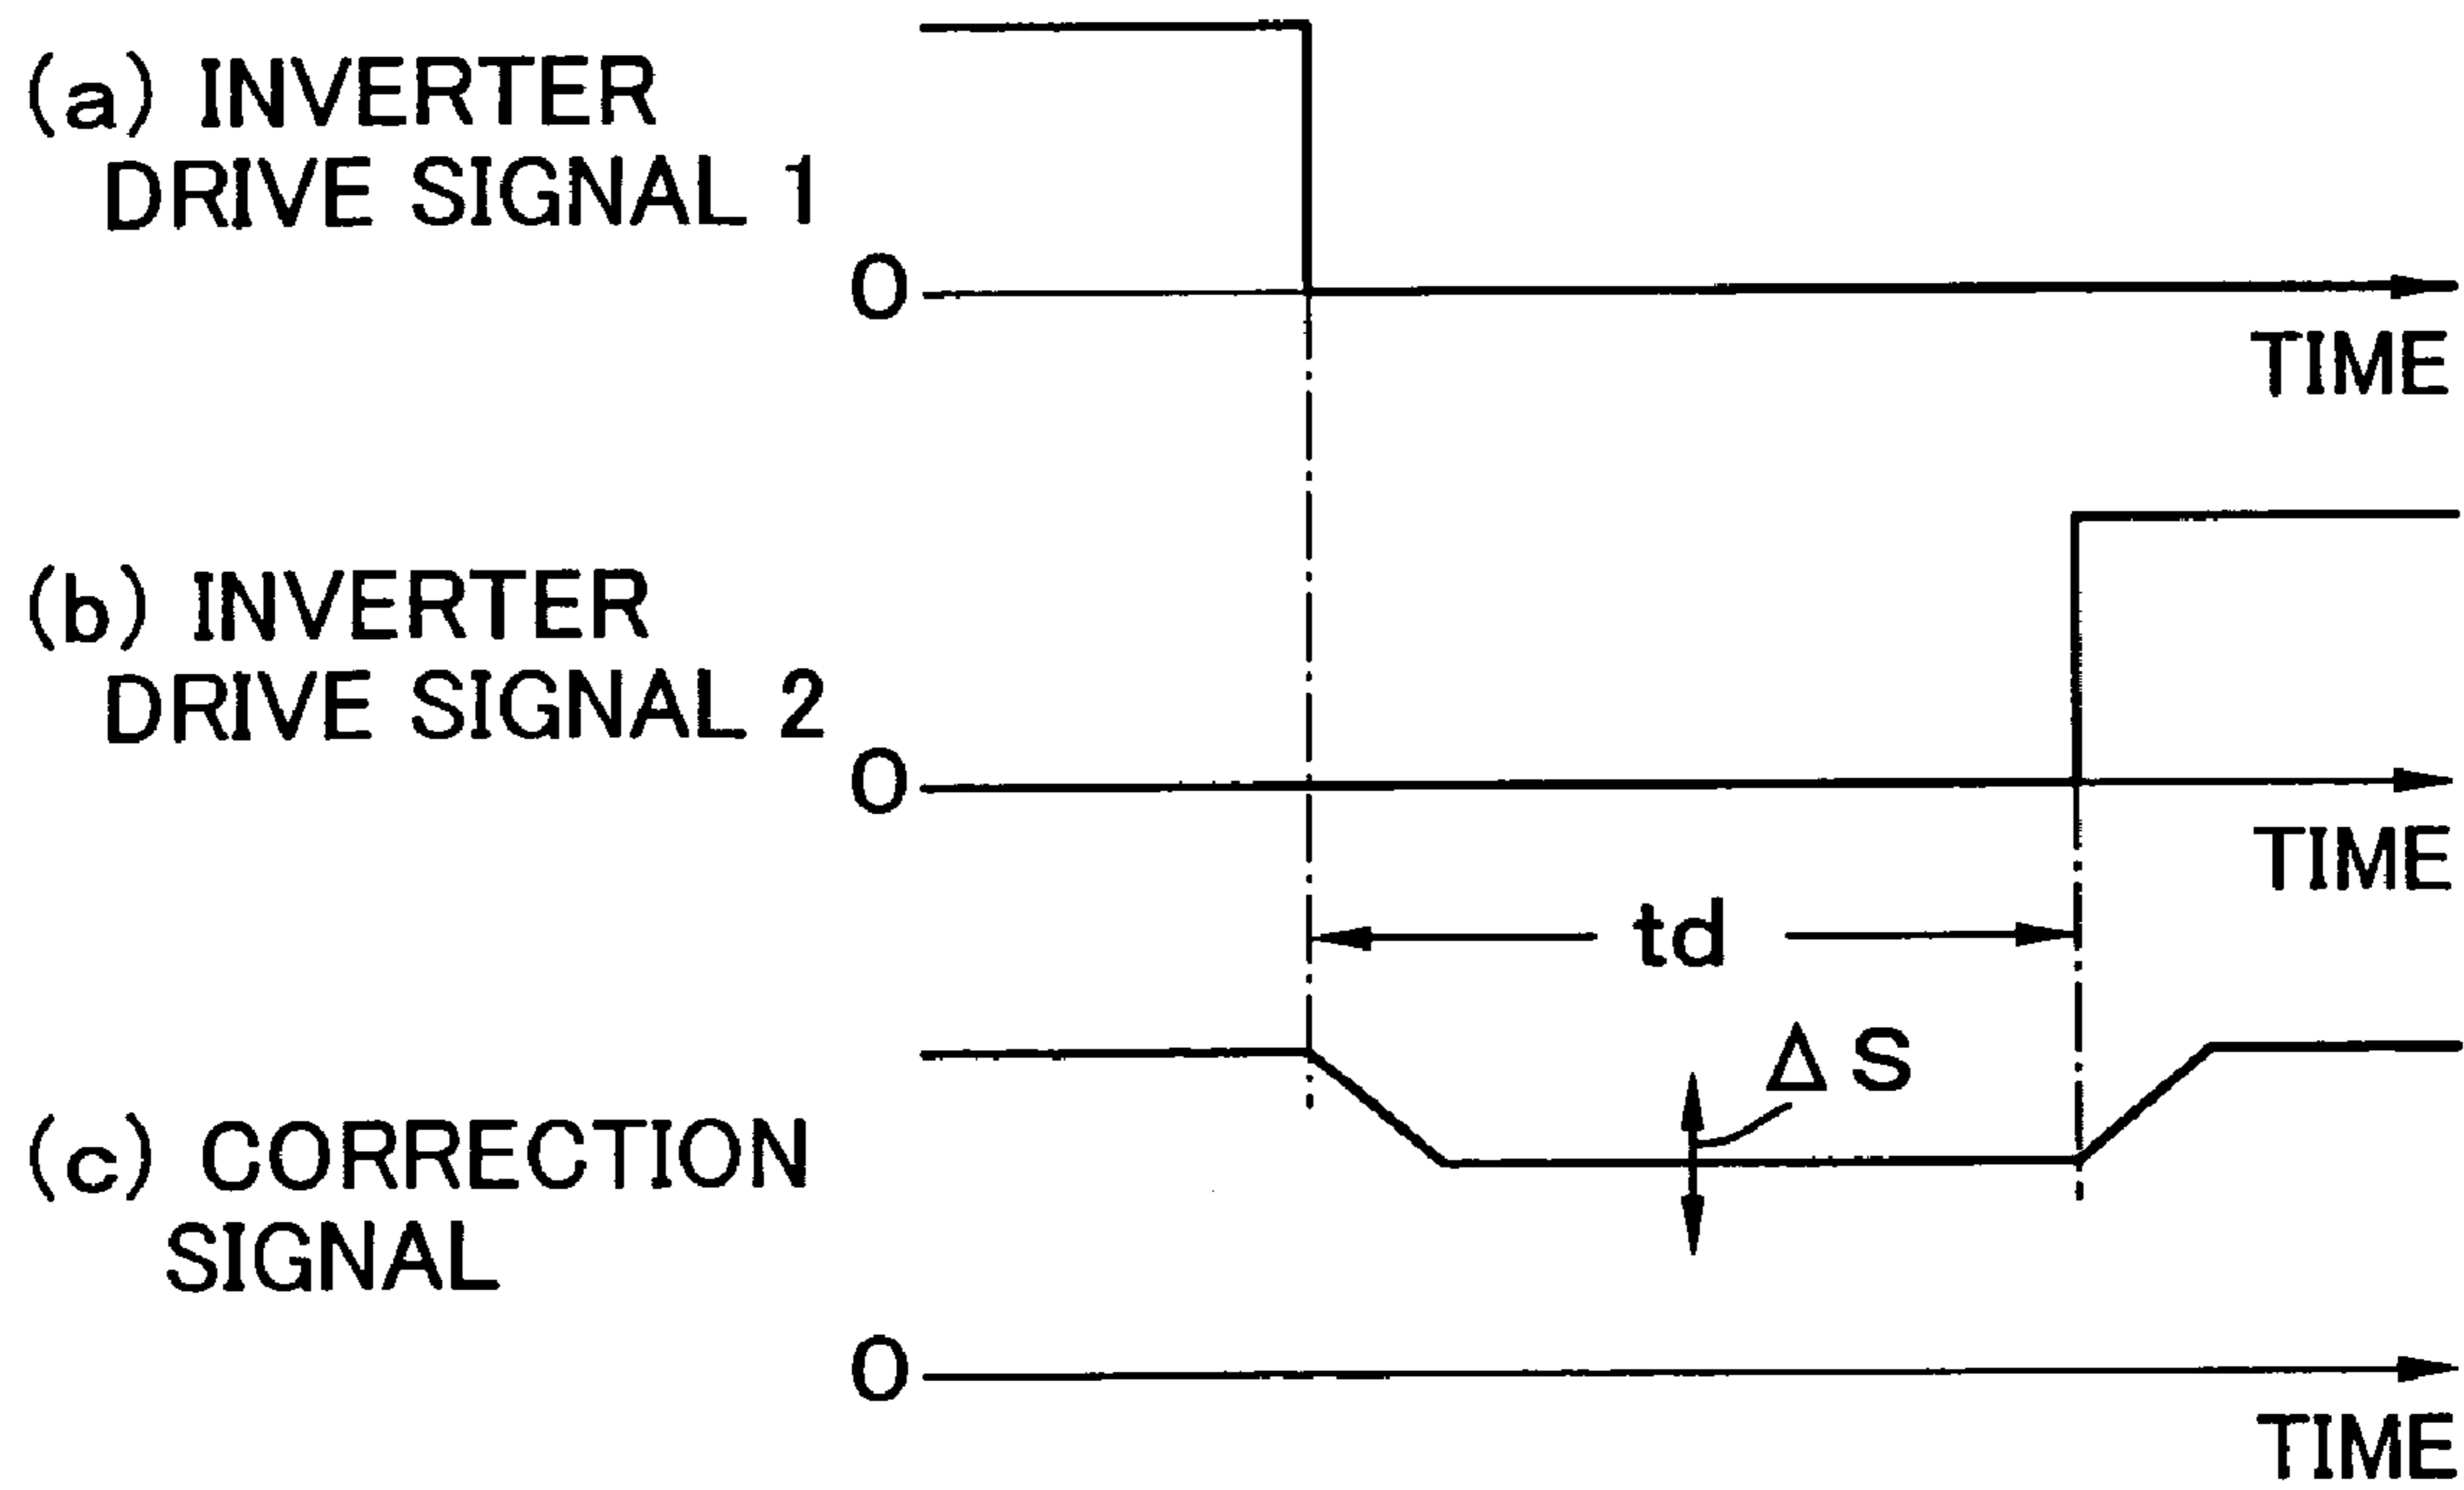 (a) INVERTER
DRIVE SIGNAL 1
0
TIME
(b) INVERTER
DRIVE SIGNAL 2
0
TIME
td
ΔS
(c) CORRECTION
SIGNAL
0
TIME